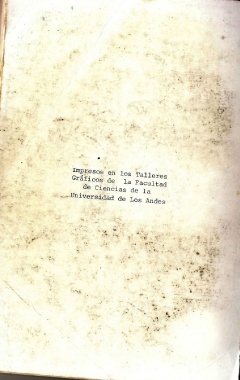 Impresos en los Talleres
Gráficos de la Facultad
de Ciencias de la
Universidad de Los Andes